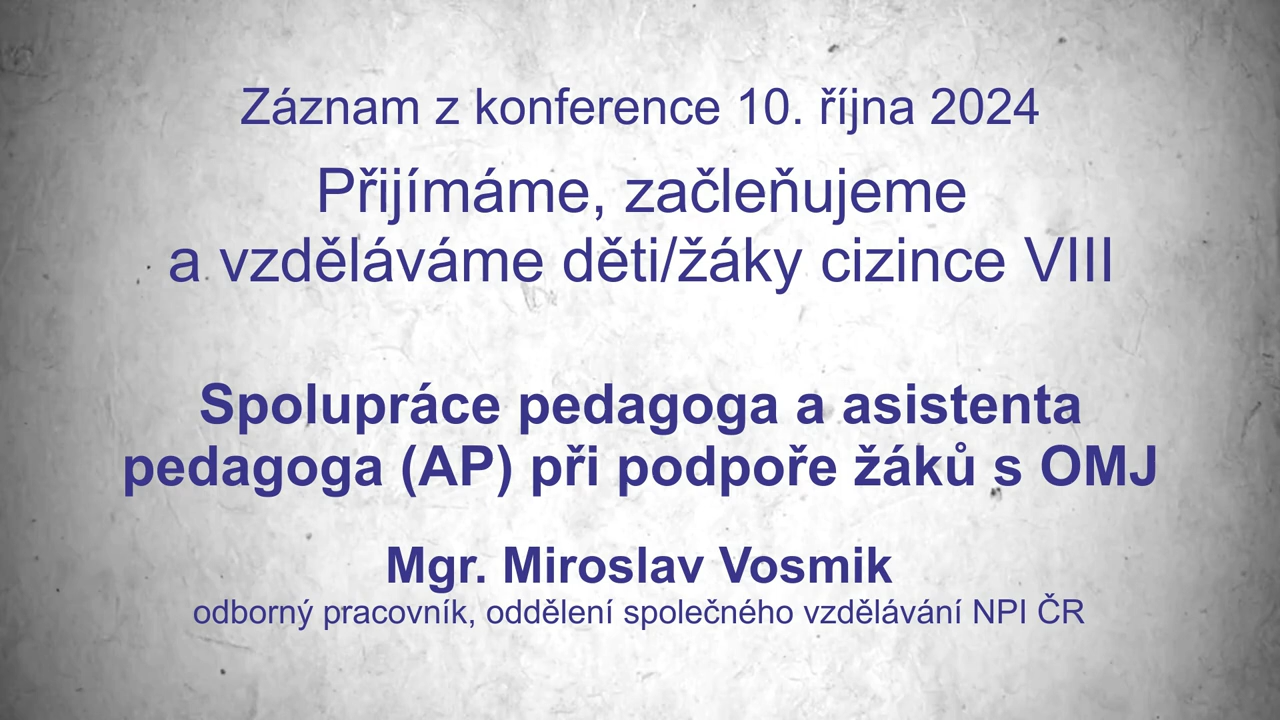 Záznam z konference 10. října 2024
Přijímáme, začleňujeme
a vzděláváme děti/žáky cizince VIII
Spolupráce pedagoga a asistenta
pedagoga (AP) při podpoře žáků s OMJ
Mgr. Miroslav Vosmik
odborný pracovník, oddělení společného vzdělávání NPI ČR